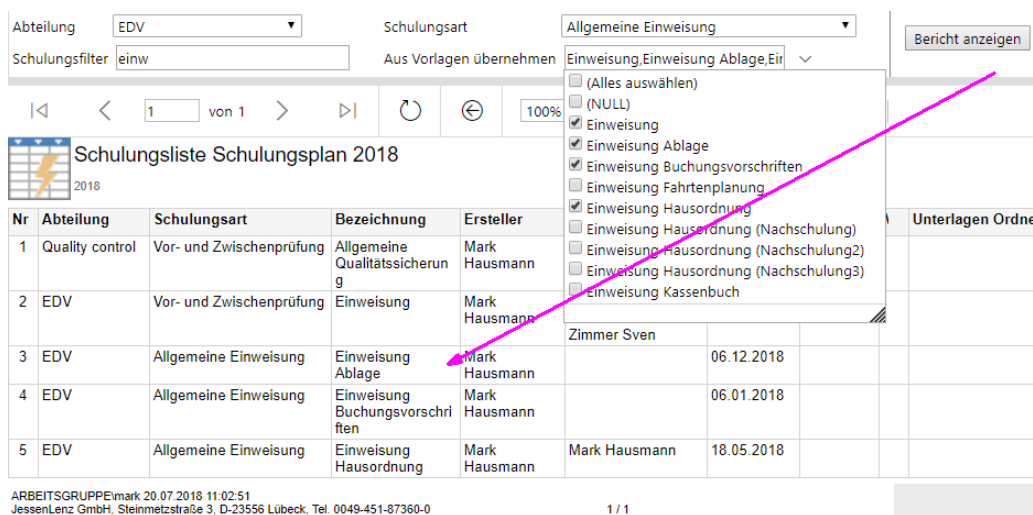 Abteilung EDV Schulungsart Allgemeine Einweisung Bericht anzeigen
Schulungsfilter einw Aus Vorlagen übernehmen Einweisung,Einweisung Ablage,Eir
(Alles auswählen)
(NULL)
Einweisung
Einweisung Ablage
Einweisung Buchungsvorschriften
Einweisung Fahrtenplanung
Einweisung Hausordnung
Einweisung Hausordnung (Nachschulung)
Einweisung Hausordnung (Nachschulung2)
Einweisung Hausordnung (Nachschulung3)
Einweisung Kassenbuch
1 von 1 100%
Schulungsliste Schulungsplan 2018
2018
Nr Abteilung Schulungsart Bezeichnung Ersteller Unterlagen Ordne
1 Quality control Vor- und Zwischenprüfung Allgemeine Mark
Qualitätssicherun Hausmann
g
2 EDV Vor- und Zwischenprüfung Einweisung Mark
Hausmann
Zimmer Sven
3 EDV Allgemeine Einweisung Einweisung Mark 06.12.2018
Ablage Hausmann
4 EDV Allgemeine Einweisung Einweisung Mark 06.01.2018
Buchungsvorschri Hausmann
ften
5 EDV Allgemeine Einweisung Einweisung Mark Mark Hausmann 18.05.2018
Hausordnung Hausmann
ARBEITSGRUPPE\mark 20.07.2018 11:02:51
JessenLenz GmbH, Steinmetzstraße 3, D-23556 Lübeck, Tel. 0049-451-87360-0 1 / 1